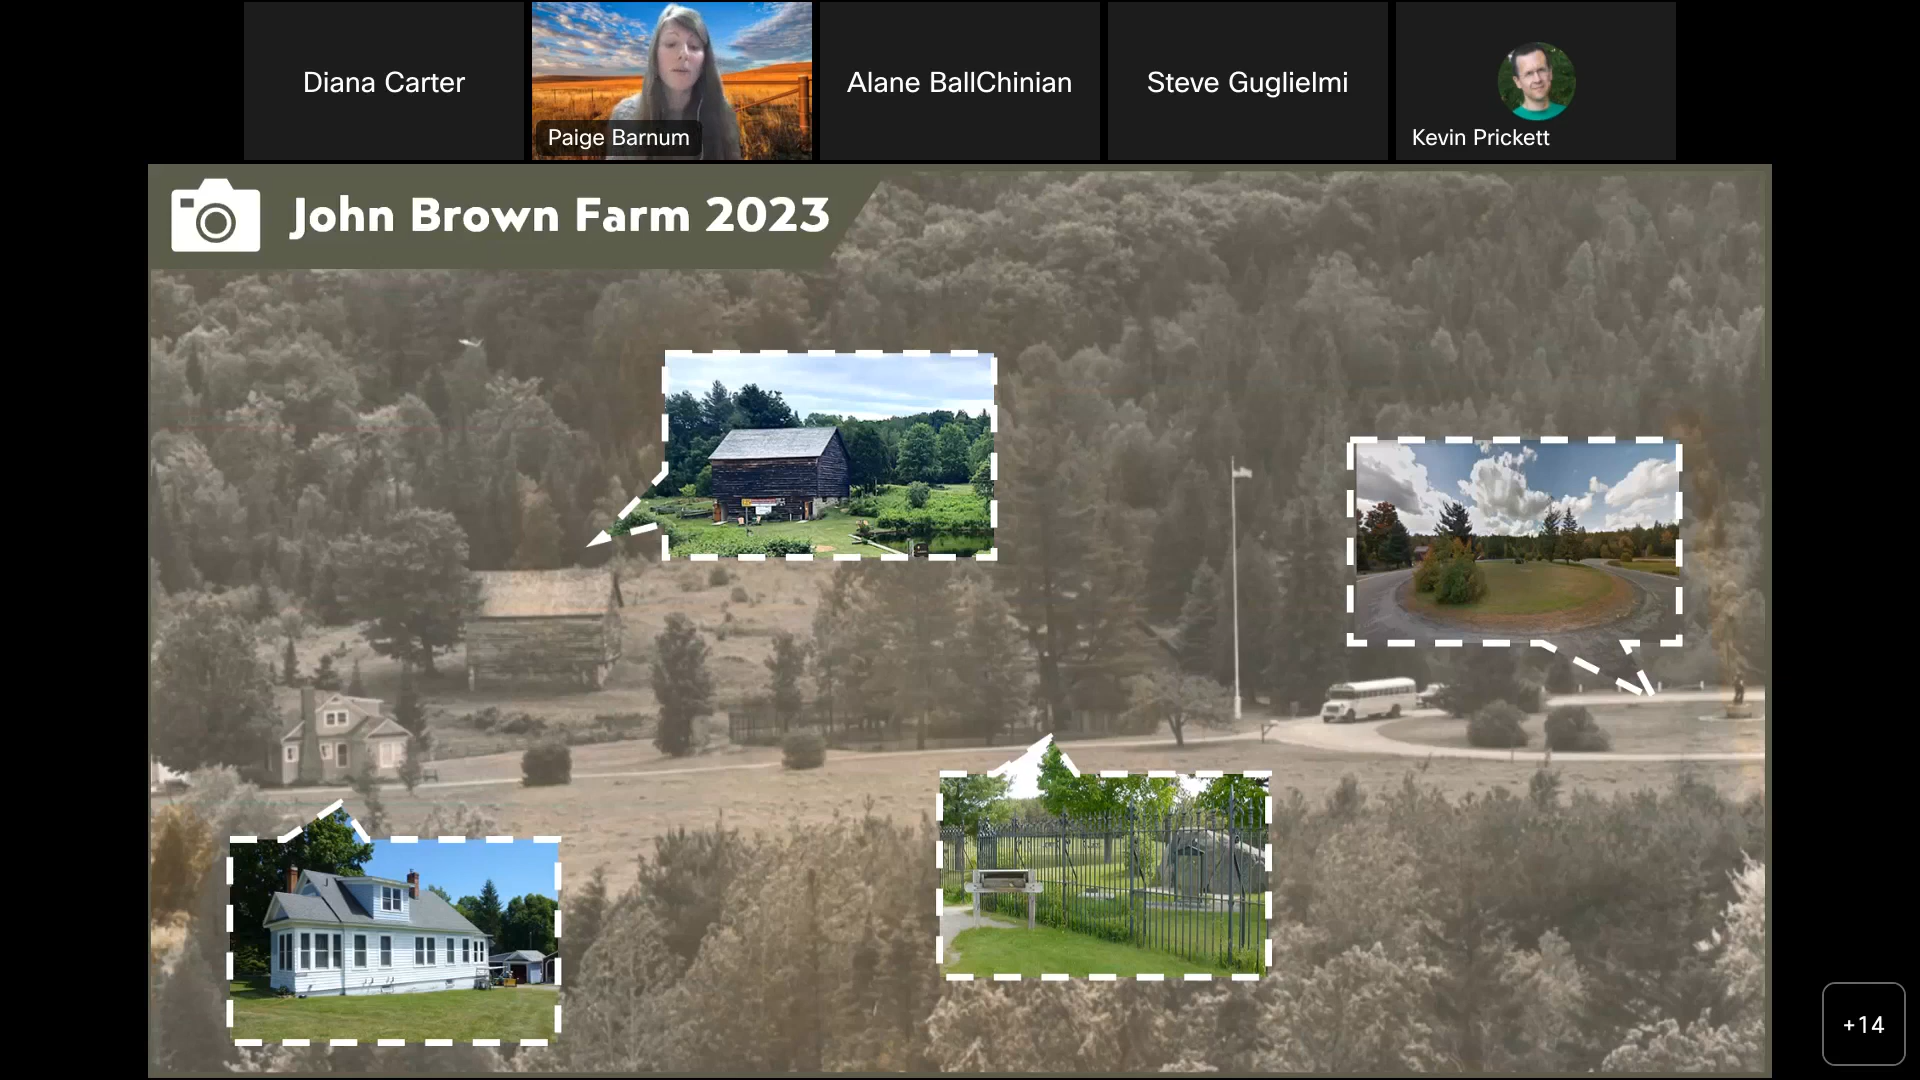 Diana Carter
Paige Barnum
Alane BallChinian
Steve Guglielmi
Kevin Prickett
John Brown Farm 2023
+14